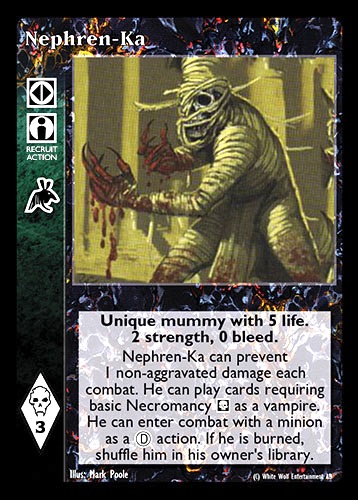 Nephren-Ka
RECRUIT
ACTION
Unique mummy with 5 life.
2 strength, 0 bleed.
Nephren-Ka can prevent
1 non-aggravated damage each
combat. He can play cards requiring
basic Necromancy as a vampire.
He can enter combat with a minion
as a Ⓓ action. If he is burned,
shuffle him in his owner's library.
3
Illus: Mark Poole
(C) White Wolf Entertainment AB